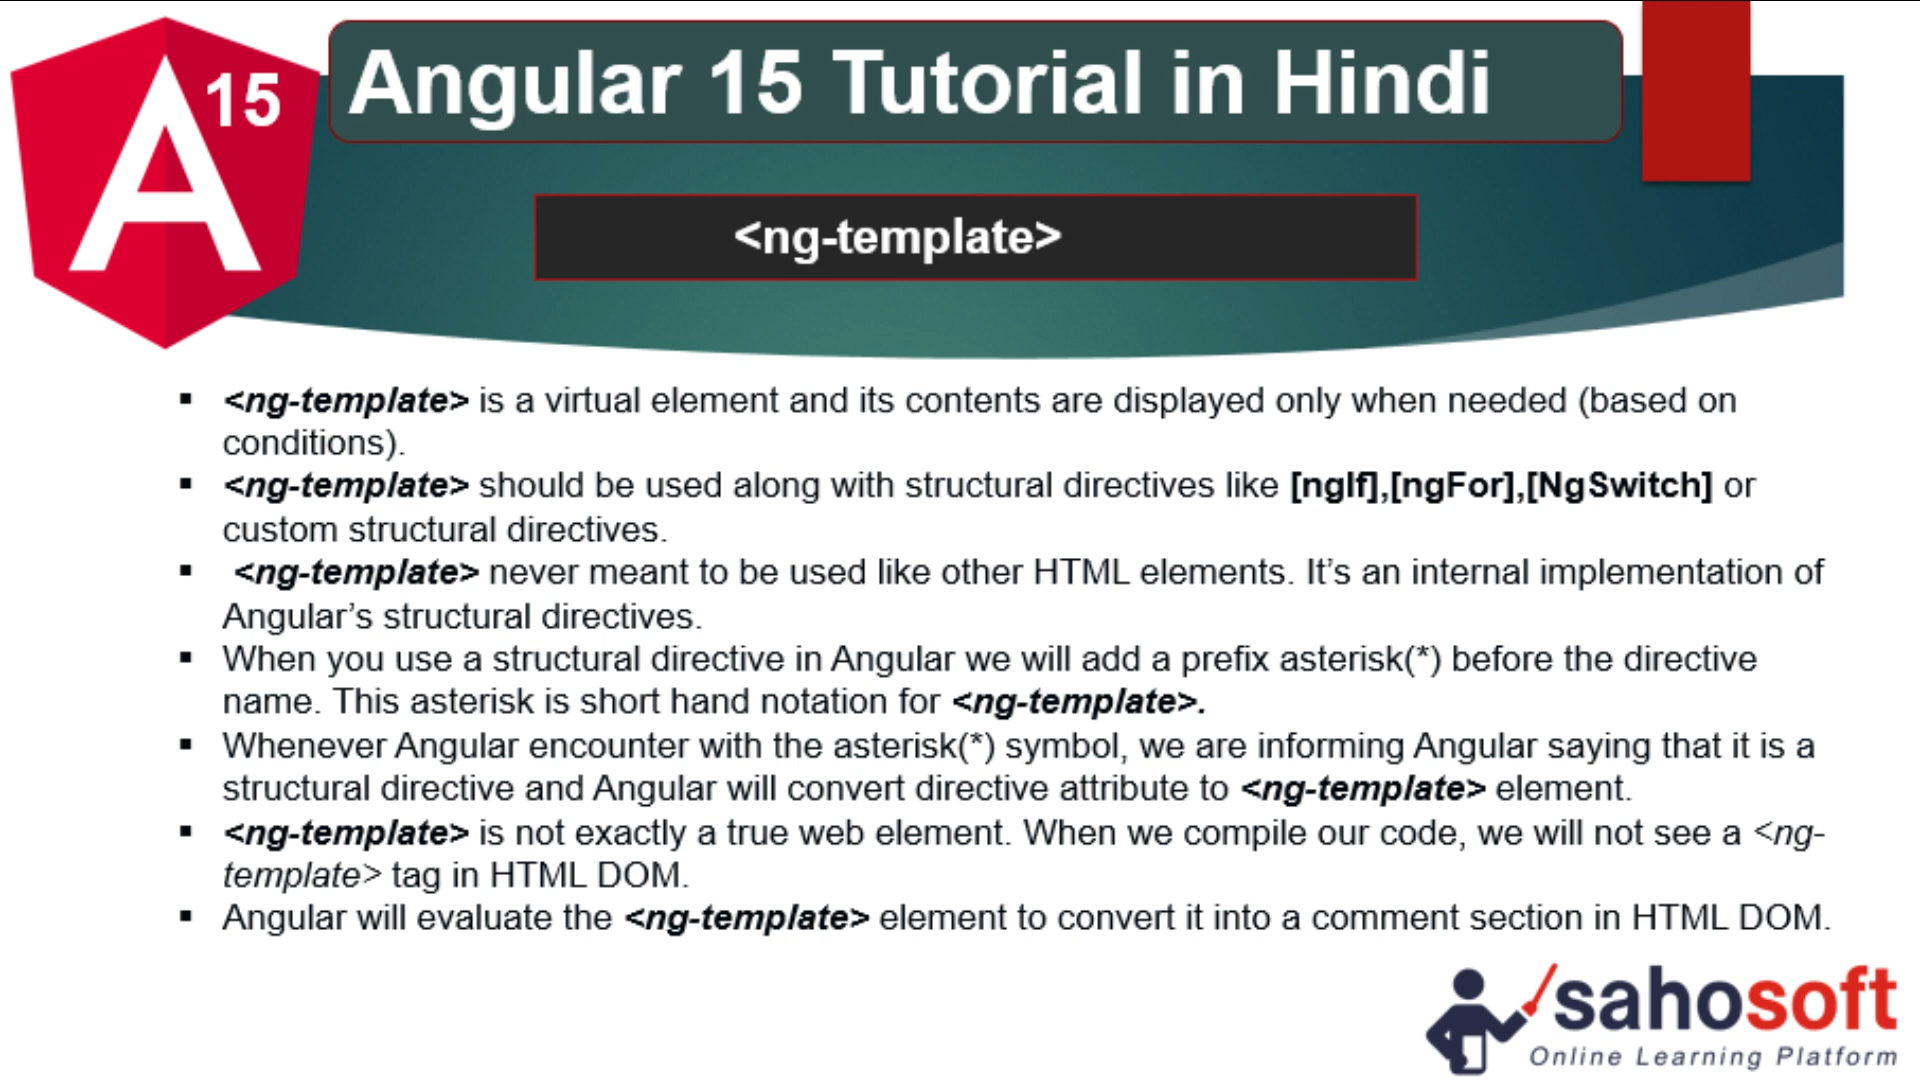 15
Angular 15 Tutorial in Hindi
<ng-template>
▪ <ng-template> is a virtual element and its contents are displayed only when needed (based on
conditions).
▪ <ng-template> should be used along with structural directives like [ngIf],[ngFor],[NgSwitch] or
custom structural directives.
▪ <ng-template> never meant to be used like other HTML elements. It’s an internal implementation of
Angular’s structural directives.
▪ When you use a structural directive in Angular we will add a prefix asterisk(*) before the directive
name. This asterisk is short hand notation for <ng-template>.
▪ Whenever Angular encounter with the asterisk(*) symbol, we are informing Angular saying that it is a
structural directive and Angular will convert directive attribute to <ng-template> element.
▪ <ng-template> is not exactly a true web element. When we compile our code, we will not see a <ng-
template> tag in HTML DOM.
▪ Angular will evaluate the <ng-template> element to convert it into a comment section in HTML DOM.
sahosoft
Online Learning Platform